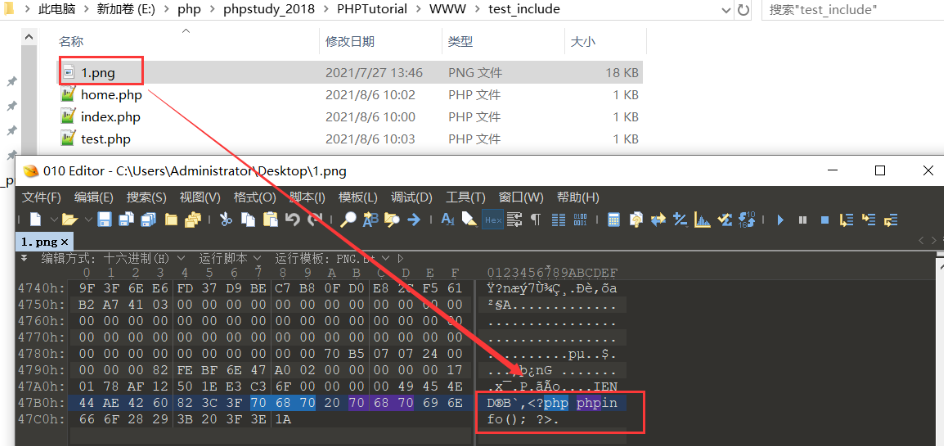 此电脑 > 新加卷 (E:) > php > phpstudy_2018 > PHPTutorial > WWW > test_include
搜索"test_include"
名称 修改日期 类型 大小
1.png 2021/7/27 13:46 PNG 文件 18 KB
home.php 2021/8/6 10:02 PHP 文件 1 KB
index.php 2021/8/6 10:00 PHP 文件 1 KB
test.php 2021/8/6 10:03 PHP 文件 1 KB
010 Editor - C:\Users\Administrator\Desktop\1.png
文件(F) 编辑(E) 搜索(S) 视图(V) 格式(O) 脚本(I) 模板(L) 调试(D) 工具(T) 窗口(W) 帮助(H)
Hex
1.png ×
编辑方式: 十六进制(H) 运行脚本 运行模板: PNG.bt
0 1 2 3 4 5 6 7 8 9 A B C D E F 0123456789ABCDEF
4740h: 9F 3F 6E E6 FD 37 D9 BE C7 B8 0F D0 E8 2C F5 61 Ÿ?næý7Ù¾Ç¸.Ðè,õa
4750h: B2 A7 41 03 00 00 00 00 00 00 00 00 00 00 00 00 ²§A.............
4760h: 00 00 00 00 00 00 00 00 00 00 00 00 00 00 00 00 ................
4770h: 00 00 00 00 00 00 00 00 00 00 00 00 00 00 00 00 ................
4780h: 00 00 00 00 00 00 00 00 00 00 70 B5 07 07 24 00 ..........pµ..$.
4790h: 00 00 00 82 FE BF 6E 47 A0 02 00 00 00 00 00 17 ...‚þ¿nG .......
47A0h: 01 78 AF 12 50 1E E3 C3 6F 00 00 00 00 49 45 4E .x¯.P.ãÃo....IEN
47B0h: 44 AE 42 60 82 3C 3F 70 68 70 20 70 68 70 69 6E D®B`‚<?php phpin
47C0h: 66 6F 28 29 3B 20 3F 3E 1A fo(); ?>.